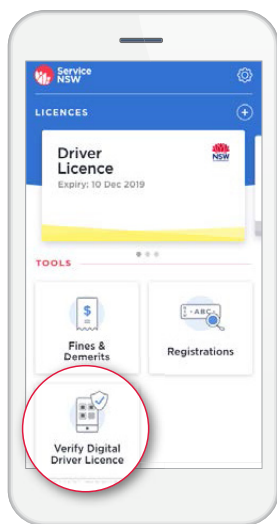 Service
NSW
LICENCES
Driver
Licence
Expiry: 10 Dec 2019
NSW
TOOLS
$
ABC
Fines &
Demerits
Registrations
Verify Digital
Driver Licence